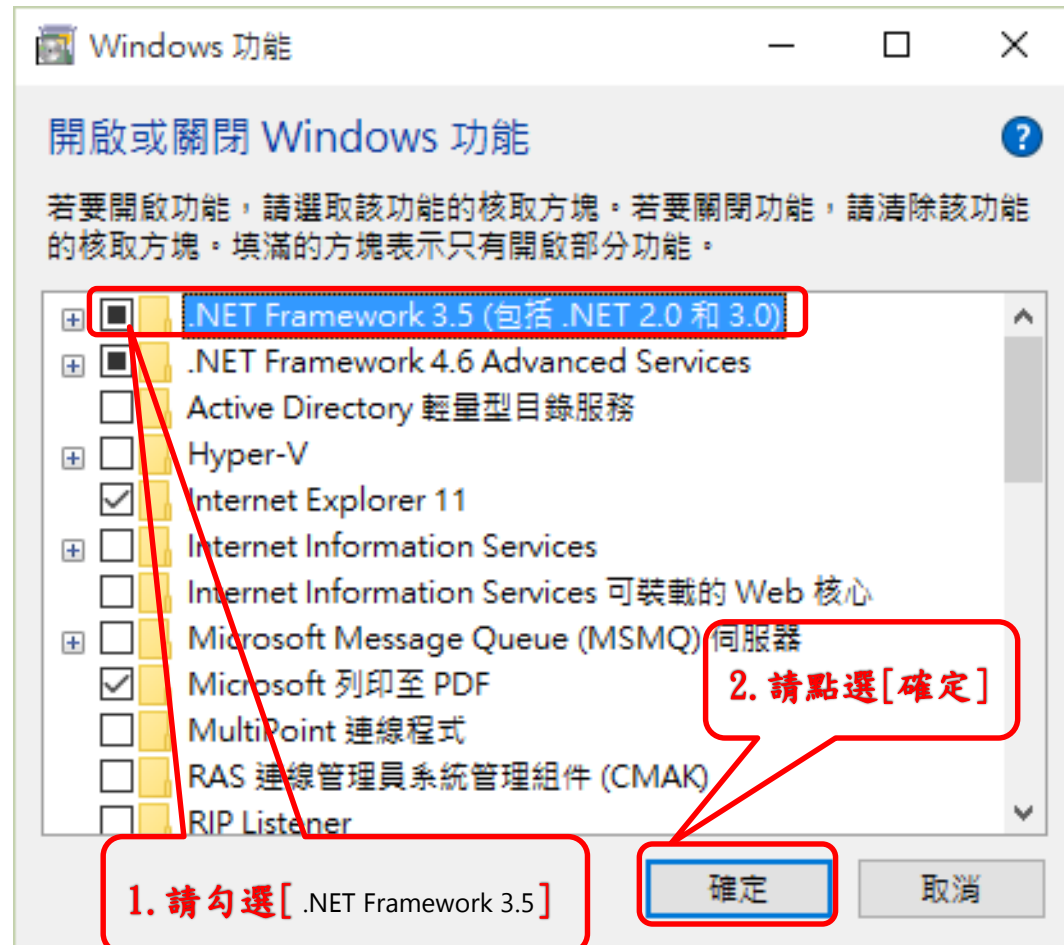 Windows 功能
開啟或關閉 Windows 功能
若要開啟功能，請選取該功能的核取方塊。若要關閉功能，請清除該功能
的核取方塊。填滿的方塊表示只有開啟部分功能。
.NET Framework 3.5 (包括 .NET 2.0 和 3.0)
.NET Framework 4.6 Advanced Services
Active Directory 輕量型目錄服務
Hyper-V
Internet Explorer 11
Internet Information Services
Internet Information Services 可裝載的 Web 核心
Microsoft Message Queue (MSMQ) 伺服器
Microsoft 列印至 PDF
2. 請點選[確定]
MultiPoint 連線程式
RAS 連線管理員系統管理組件 (CMAK)
RIP Listener
1. 請勾選[ .NET Framework 3.5]
確定
取消